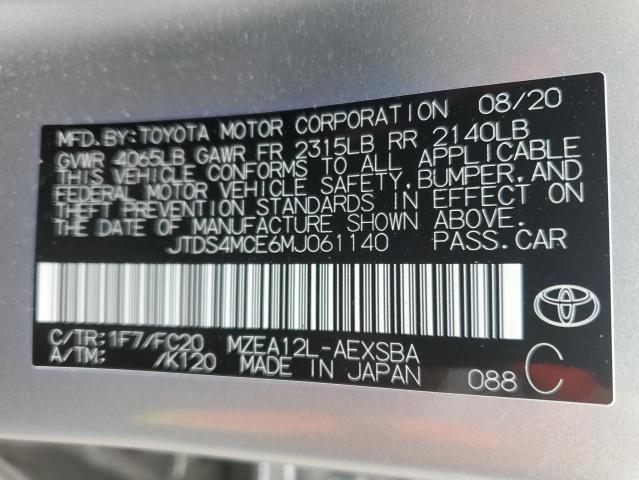 MFD. BY: TOYOTA MOTOR CORPORATION 08/20
GVWR 4065LB GAWR FR 2315LB RR 2140LB
THIS VEHICLE CONFORMS TO ALL APPLICABLE
FEDERAL MOTOR VEHICLE SAFETY, BUMPER, AND
THEFT PREVENTION STANDARDS IN EFFECT ON
THE DATE OF MANUFACTURE SHOWN ABOVE.
JTDS4MCE6MJ061140 PASS. CAR
C/TR: 1F7/FC20 MZEA12L-AEXSBA
A/TM: /K120 MADE IN JAPAN 088 C